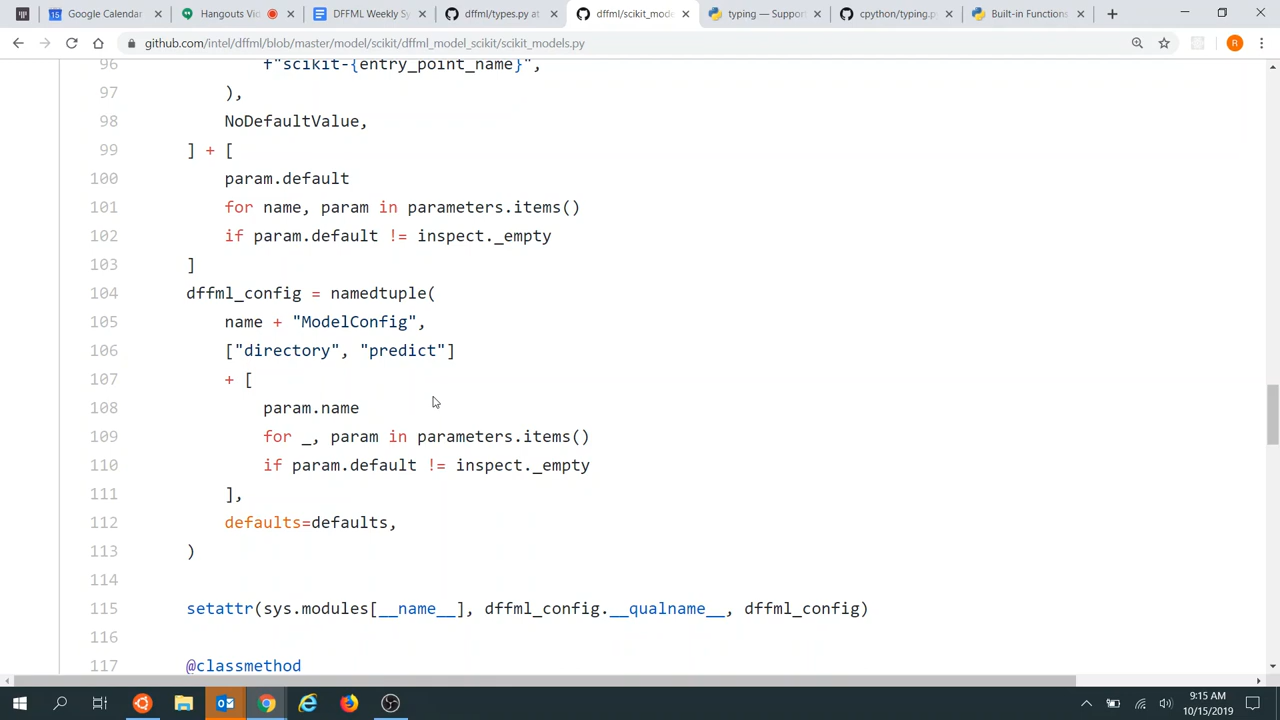 Google Calendar
Hangouts Vid
DFFML Weekly Sy
dffml/types.py at
dffml/scikit_mode
typing — Support
cpython/typing.py
Built-in Functions
github.com/intel/dffml/blob/master/model/scikit/dffml_model_scikit/scikit_models.py
R
96 f"scikit-{entry_point_name}",
97 ),
98 NoDefaultValue,
99 ] + [
100 param.default
101 for name, param in parameters.items()
102 if param.default != inspect._empty
103 ]
104 dffml_config = namedtuple(
105 name + "ModelConfig",
106 ["directory", "predict"]
107 + [
108 param.name
109 for _, param in parameters.items()
110 if param.default != inspect._empty
111 ],
112 defaults=defaults,
113 )
114
115 setattr(sys.modules[__name__], dffml_config.__qualname__, dffml_config)
116
117 @classmethod
9:15 AM
10/15/2019